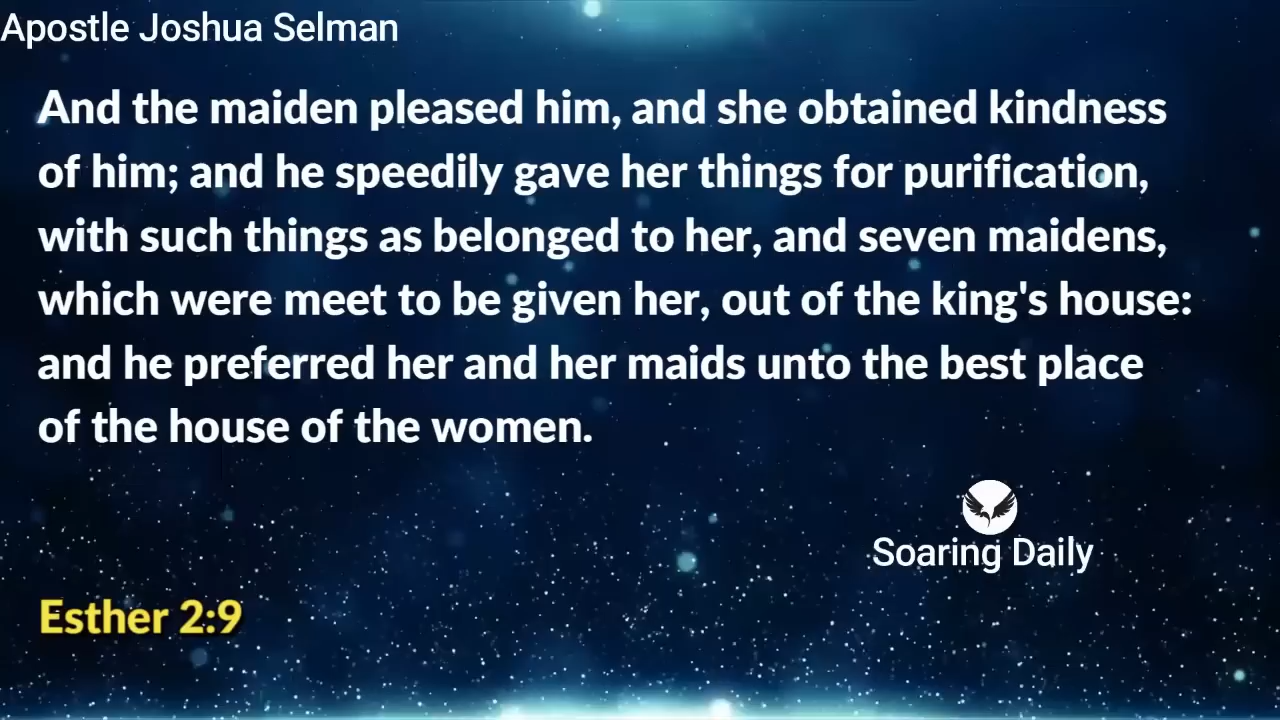 Apostle Joshua Selman
And the maiden pleased him, and she obtained kindness
of him; and he speedily gave her things for purification,
with such things as belonged to her, and seven maidens,
which were meet to be given her, out of the king's house:
and he preferred her and her maids unto the best place
of the house of the women.
Soaring Daily
Esther 2:9